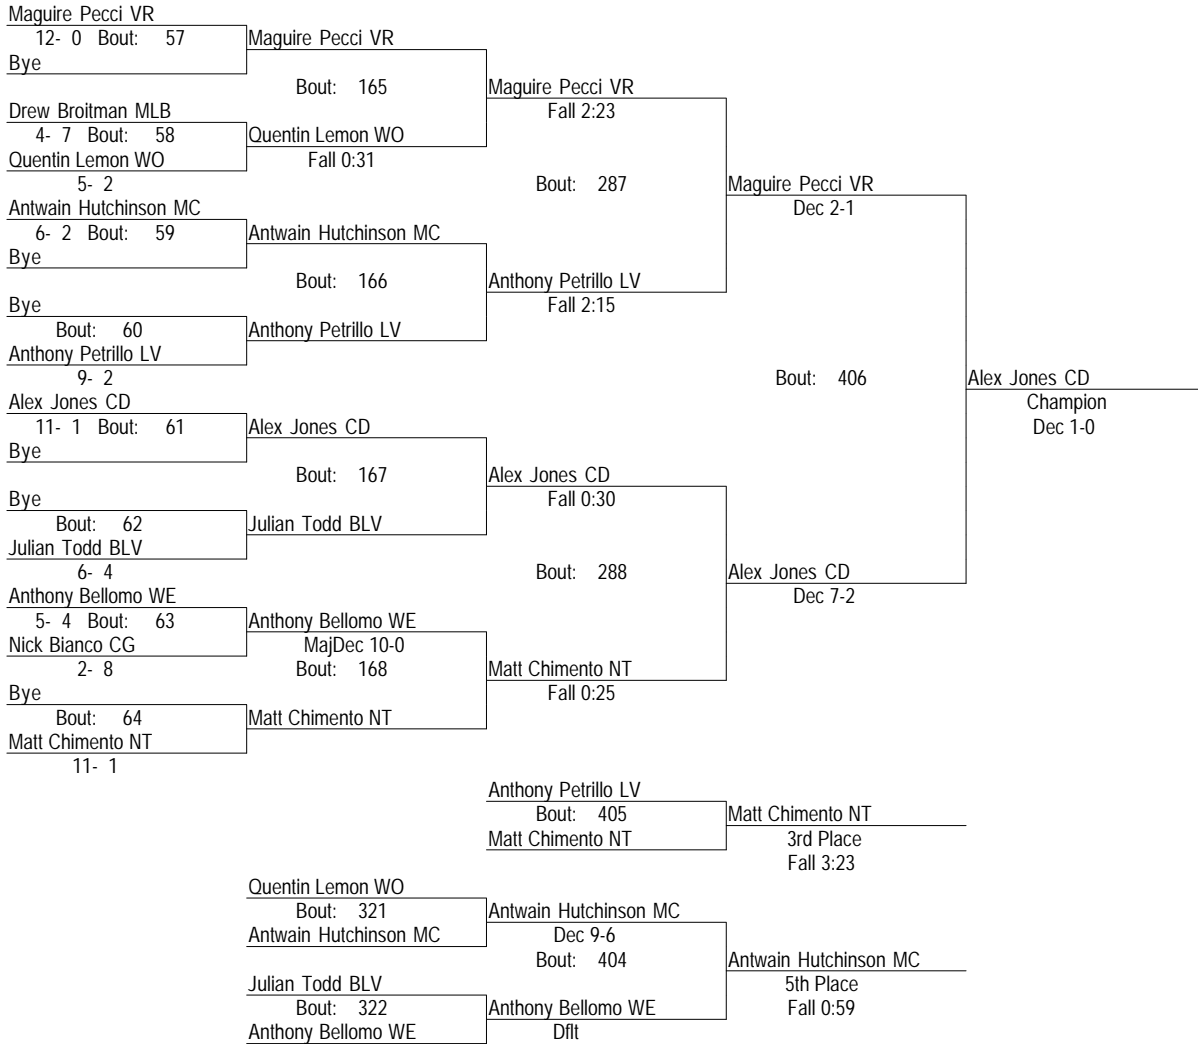 Maguire Pecci VR
12- 0 Bout: 57
Maguire Pecci VR
Bye
Bout: 165
Maguire Pecci VR
Drew Broitman MLB
Fall 2:23
4- 7 Bout: 58
Quentin Lemon WO
Quentin Lemon WO
Fall 0:31
5- 2
Bout: 287
Maguire Pecci VR
Antwain Hutchinson MC
Dec 2-1
6- 2 Bout: 59
Antwain Hutchinson MC
Bye
Bout: 166
Anthony Petrillo LV
Bye
Fall 2:15
Bout: 60
Anthony Petrillo LV
Anthony Petrillo LV
9- 2
Bout: 406
Alex Jones CD
Alex Jones CD
Champion
11- 1 Bout: 61
Alex Jones CD
Dec 1-0
Bye
Bout: 167
Alex Jones CD
Bye
Fall 0:30
Bout: 62
Julian Todd BLV
Julian Todd BLV
6- 4
Bout: 288
Alex Jones CD
Anthony Bellomo WE
Dec 7-2
5- 4 Bout: 63
Anthony Bellomo WE
Nick Bianco CG
MajDec 10-0
2- 8
Bout: 168
Matt Chimento NT
Bye
Fall 0:25
Bout: 64
Matt Chimento NT
Matt Chimento NT
11- 1
Anthony Petrillo LV
Bout: 405
Matt Chimento NT
Matt Chimento NT
3rd Place
Fall 3:23
Quentin Lemon WO
Bout: 321
Antwain Hutchinson MC
Antwain Hutchinson MC
Dec 9-6
Bout: 404
Antwain Hutchinson MC
Julian Todd BLV
5th Place
Bout: 322
Anthony Bellomo WE
Fall 0:59
Anthony Bellomo WE
Dflt